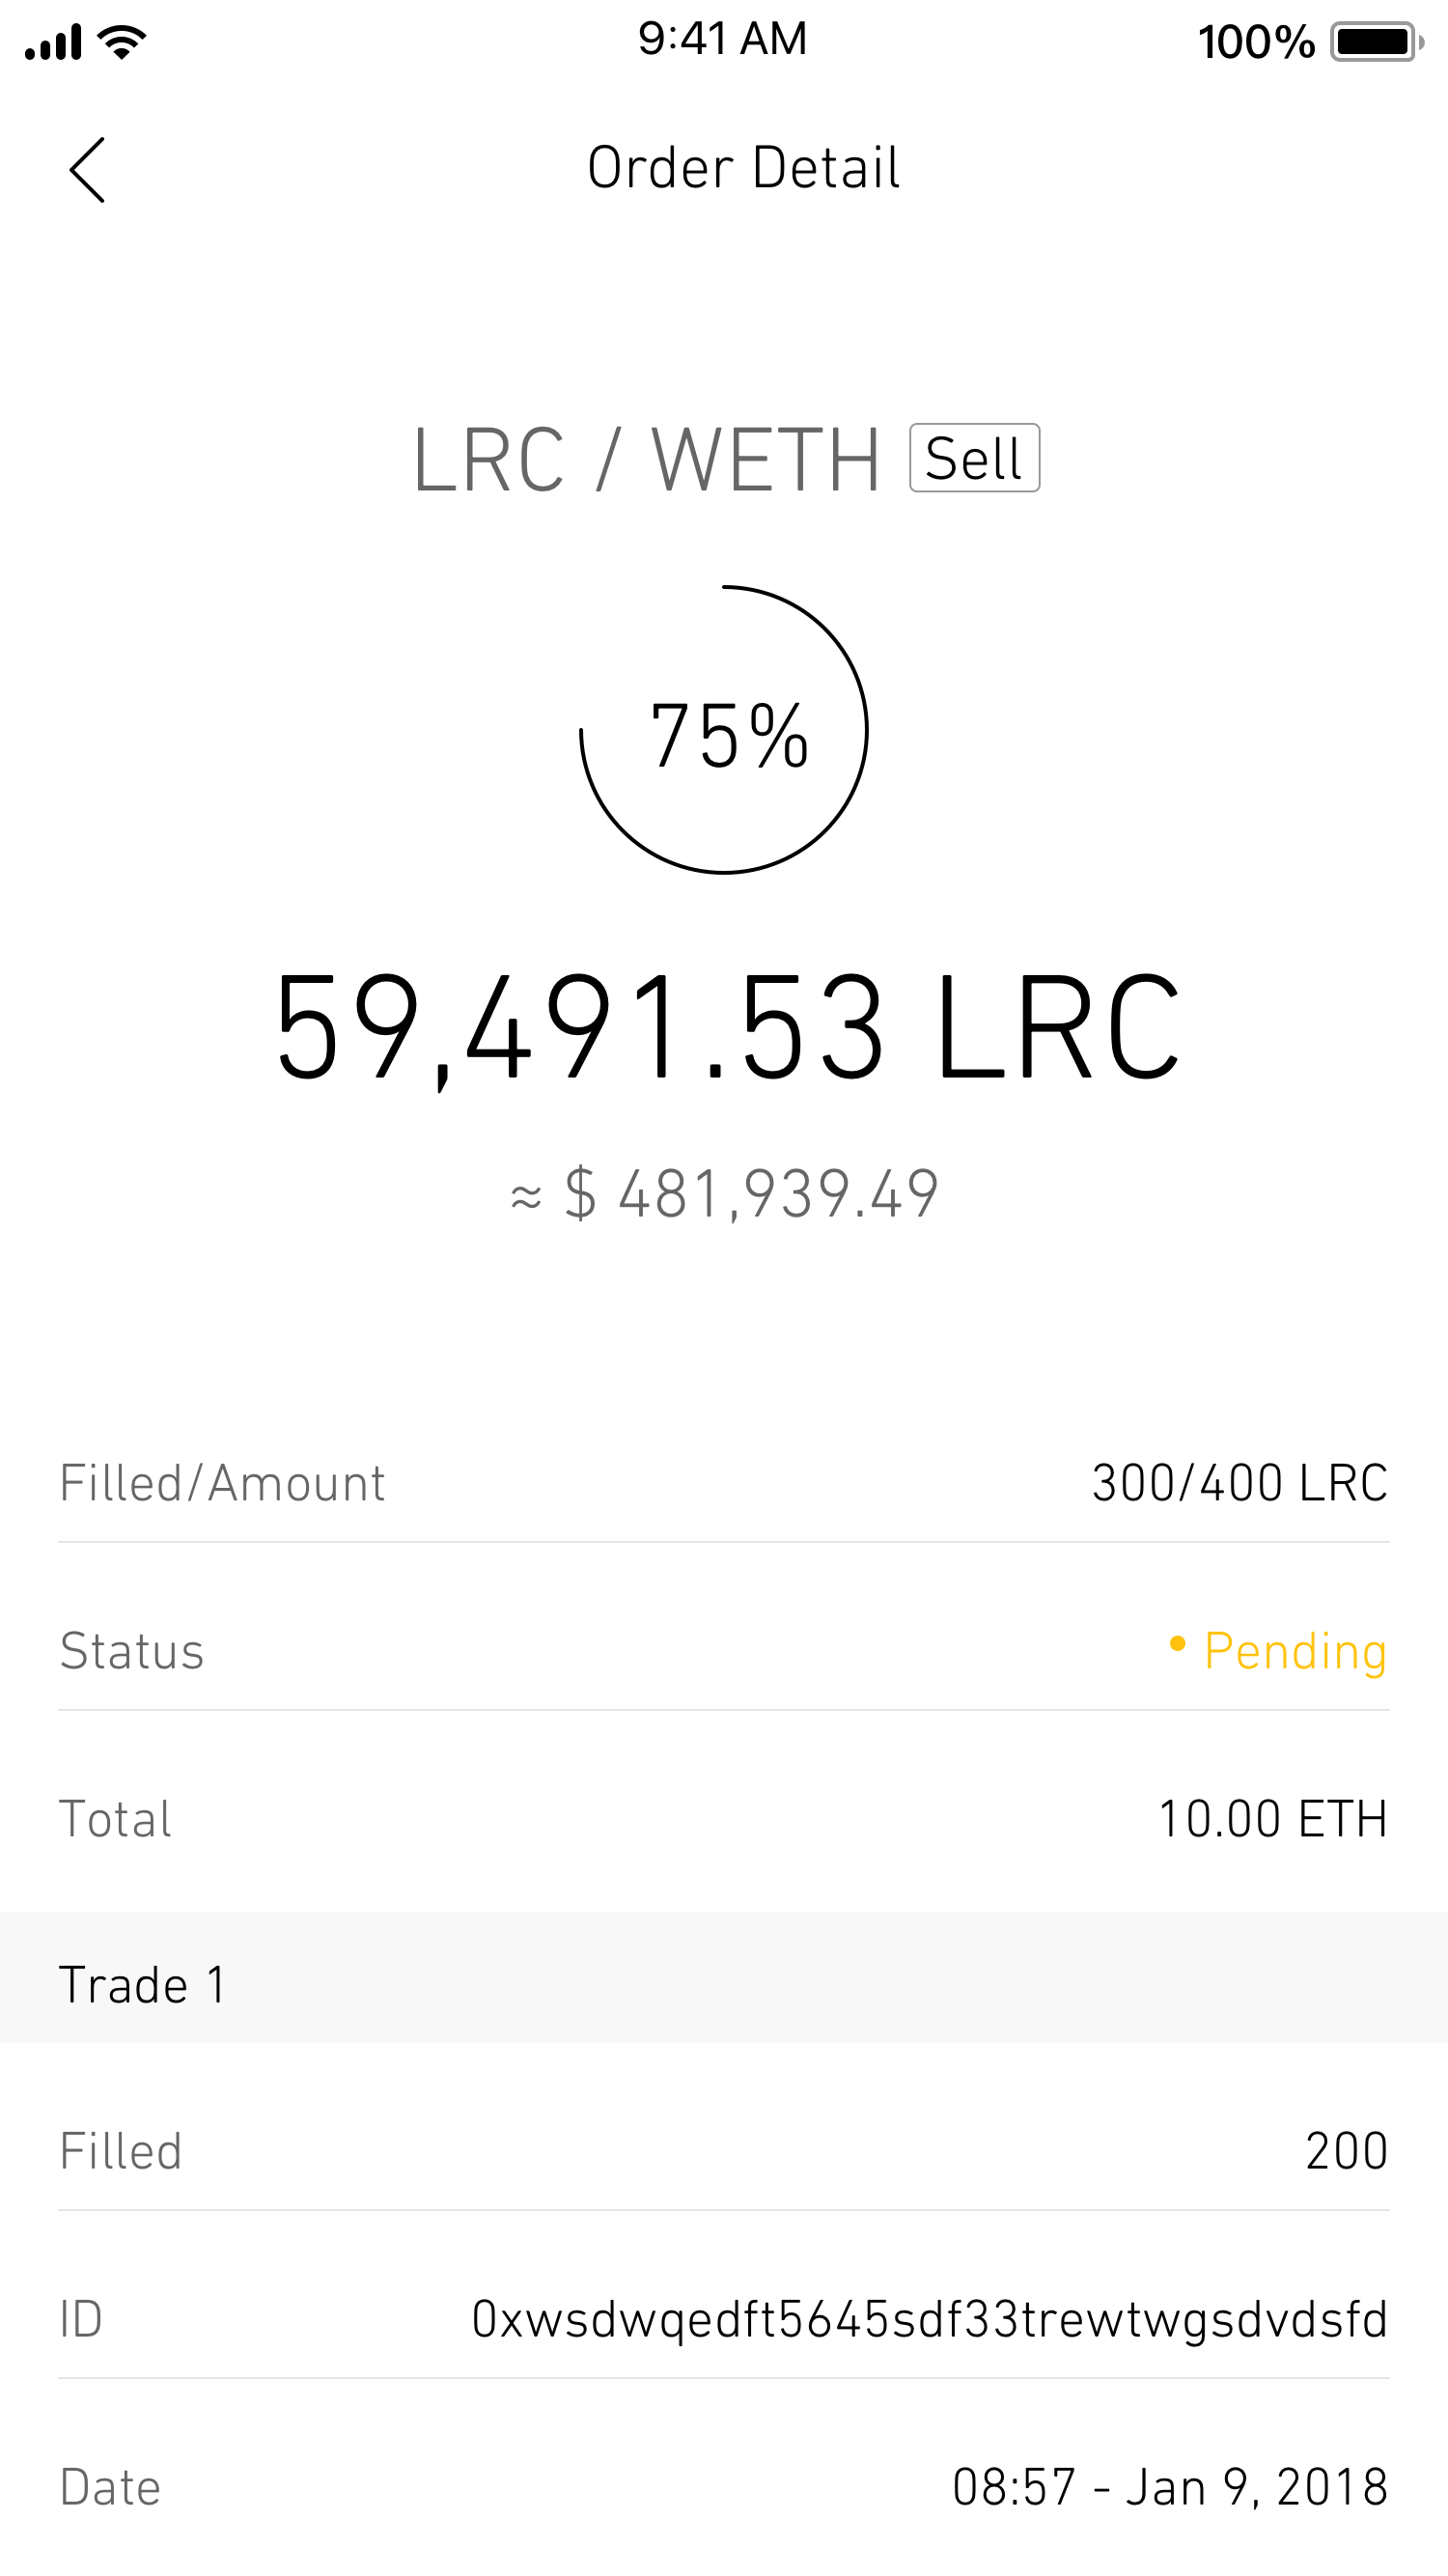 9:41 AM 100%
Order Detail
LRC / WETH Sell
75%
59,491.53 LRC
≈ $ 481,939.49
Filled/Amount 300/400 LRC
Status Pending
Total 10.00 ETH
Trade 1
Filled 200
ID 0xwsdwqedft5645sdf33trewtwgsdvdsfd
Date 08:57 - Jan 9, 2018